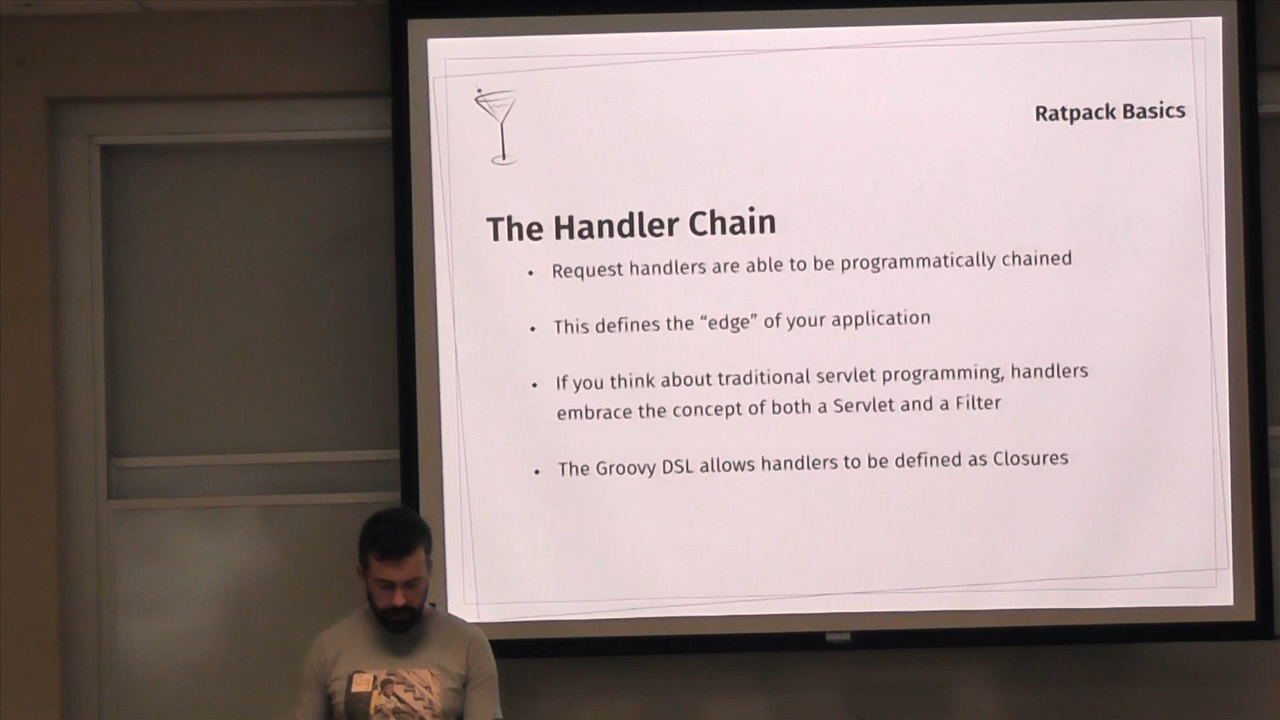 Ratpack Basics
The Handler Chain
• Request handlers are able to be programmatically chained
• This defines the “edge” of your application
• If you think about traditional servlet programming, handlers
embrace the concept of both a Servlet and a Filter
• The Groovy DSL allows handlers to be defined as Closures